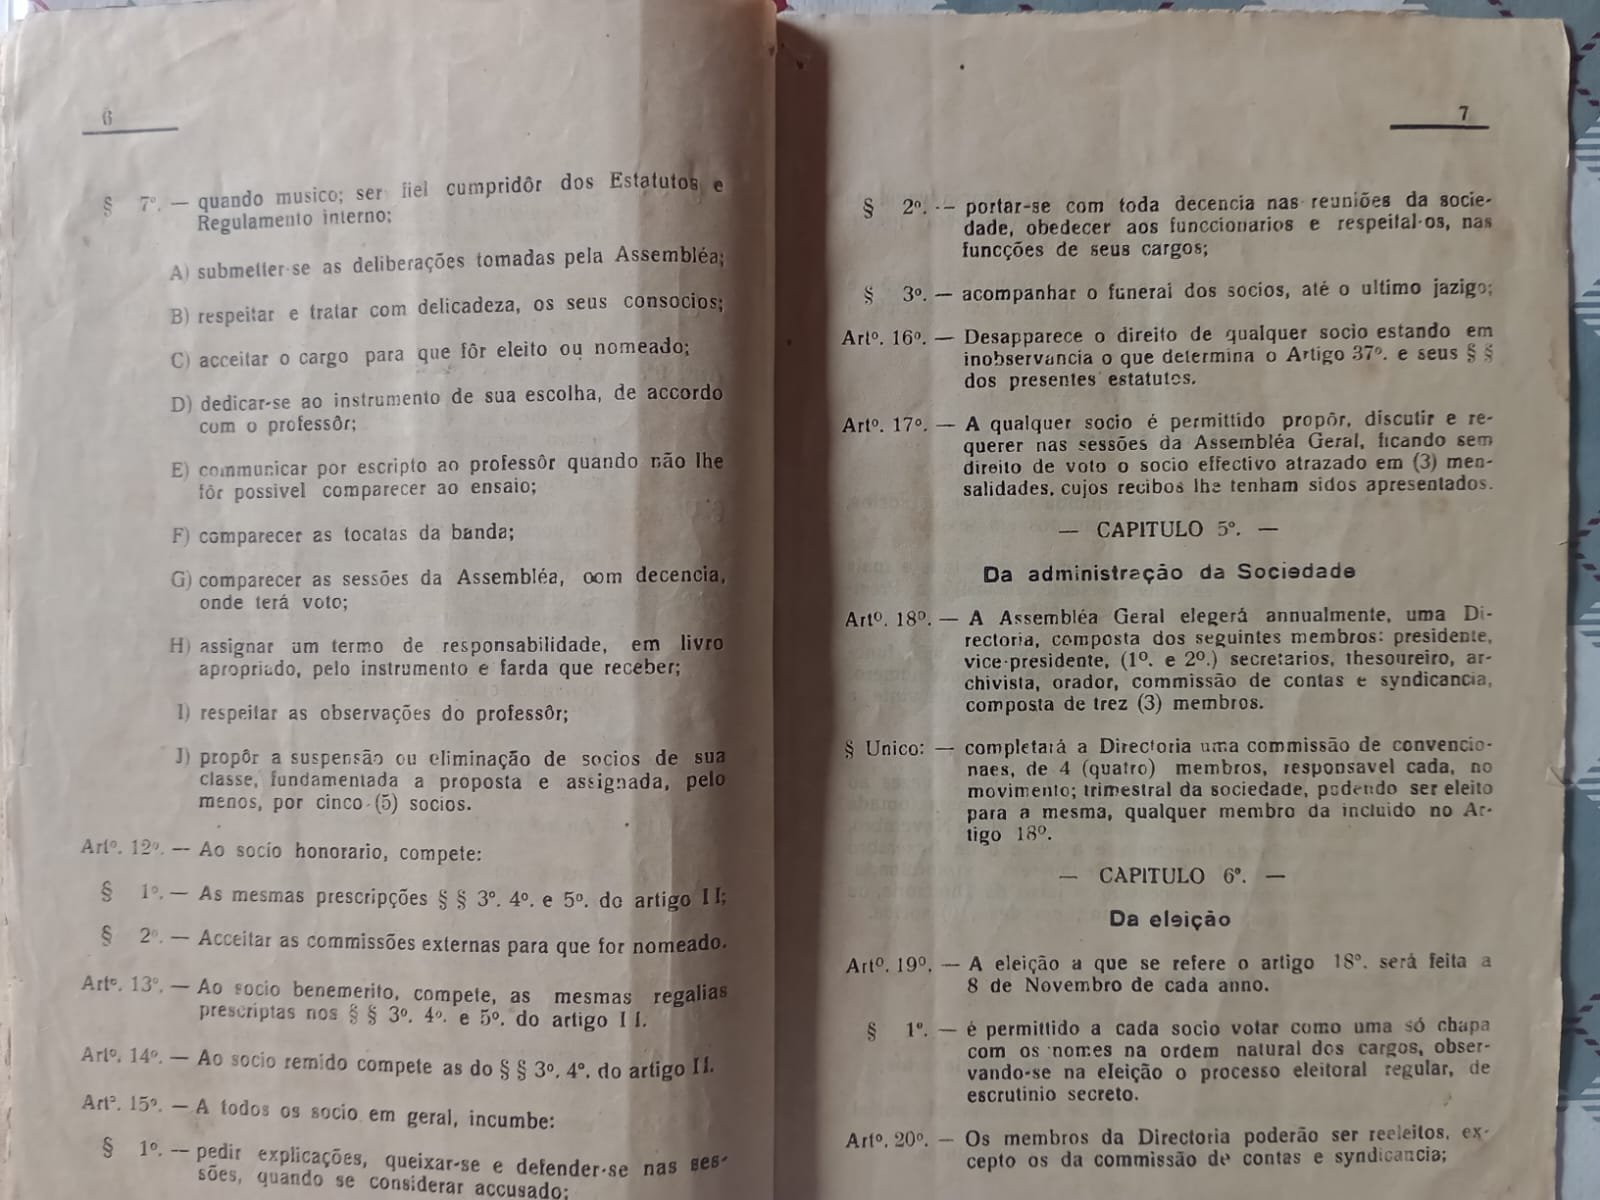 6
§ 7º. — quando musico; ser fiel cumpridôr dos Estatutos e
Regulamento interno;
A) submetter-se as deliberações tomadas pela Assembléa;
B) respeitar e tratar com delicadeza, os seus consocios;
C) acceitar o cargo para que fôr eleito ou nomeado;
D) dedicar-se ao instrumento de sua escolha, de accordo
com o professôr;
E) communicar por escripto ao professôr quando não lhe
fôr possivel comparecer ao ensaio;
F) comparecer as tocatas da banda;
G) comparecer as sessões da Assembléa, com decencia,
onde terá voto;
H) assignar um termo de responsabilidade, em livro
apropriado, pelo instrumento e farda que receber;
I) respeitar as observações do professôr;
J) propôr a suspensão ou eliminação de socios de sua
classe, fundamentada a proposta e assignada, pelo
menos, por cinco (5) socios.
Artº. 12º. — Ao socio honorario, compete:
§ 1º. — As mesmas prescripções § § 3º. 4º. e 5º. do artigo II;
§ 2º. — Acceitar as commissões externas para que for nomeado.
Artº. 13º. — Ao socio benemerito, compete, as mesmas regalias
prescriptas nos § § 3º. 4º. e 5º. do artigo II.
Artº. 14º. — Ao socio remido compete as do § § 3º. 4º. do artigo II.
Artº. 15º. — A todos os socio em geral, incumbe:
§ 1º. — pedir explicações, queixar-se e defender-se nas ses-
sões, quando se considerar accusado;
7
§ 2º. — portar-se com toda decencia nas reuniões da socie-
dade, obedecer aos funccionarios e respeital-os, nas
funcções de seus cargos;
§ 3º. — acompanhar o funeral dos socios, até o ultimo jazigo;
Artº. 16º. — Desapparece o direito de qualquer socio estando em
inobservancia o que determina o Artigo 37º. e seus § §
dos presentes estatutos.
Artº. 17º. — A qualquer socio é permittido propôr, discutir e re-
querer nas sessões da Assembléa Geral, ficando sem
direito de voto o socio effectivo atrazado em (3) men-
salidades, cujos recibos lhe tenham sidos apresentados.
— CAPITULO 5º. —
Da administração da Sociedade
Artº. 18º. — A Assembléa Geral elegerá annualmente, uma Di-
rectoria, composta dos seguintes membros: presidente,
vice-presidente, (1º. e 2º.) secretarios, thesoureiro, ar-
chivista, orador, commissão de contas e syndicancia,
composta de trez (3) membros.
§ Unico: — completará a Directoria uma commissão de convencio-
naes, de 4 (quatro) membros, responsavel cada, no
movimento; trimestral da sociedade, podendo ser eleito
para a mesma, qualquer membro da incluido no Ar-
tigo 18º.
— CAPITULO 6º. —
Da eleição
Artº. 19º. — A eleição a que se refere o artigo 18º. será feita a
8 de Novembro de cada anno.
§ 1º. — é permittido a cada socio votar como uma só chapa
com os nomes na ordem natural dos cargos, obser-
vando-se na eleição o processo eleitoral regular, de
escrutinio secreto.
Artº. 20º. — Os membros da Directoria poderão ser reeleitos, ex-
cepto os da commissão de contas e syndicancia;